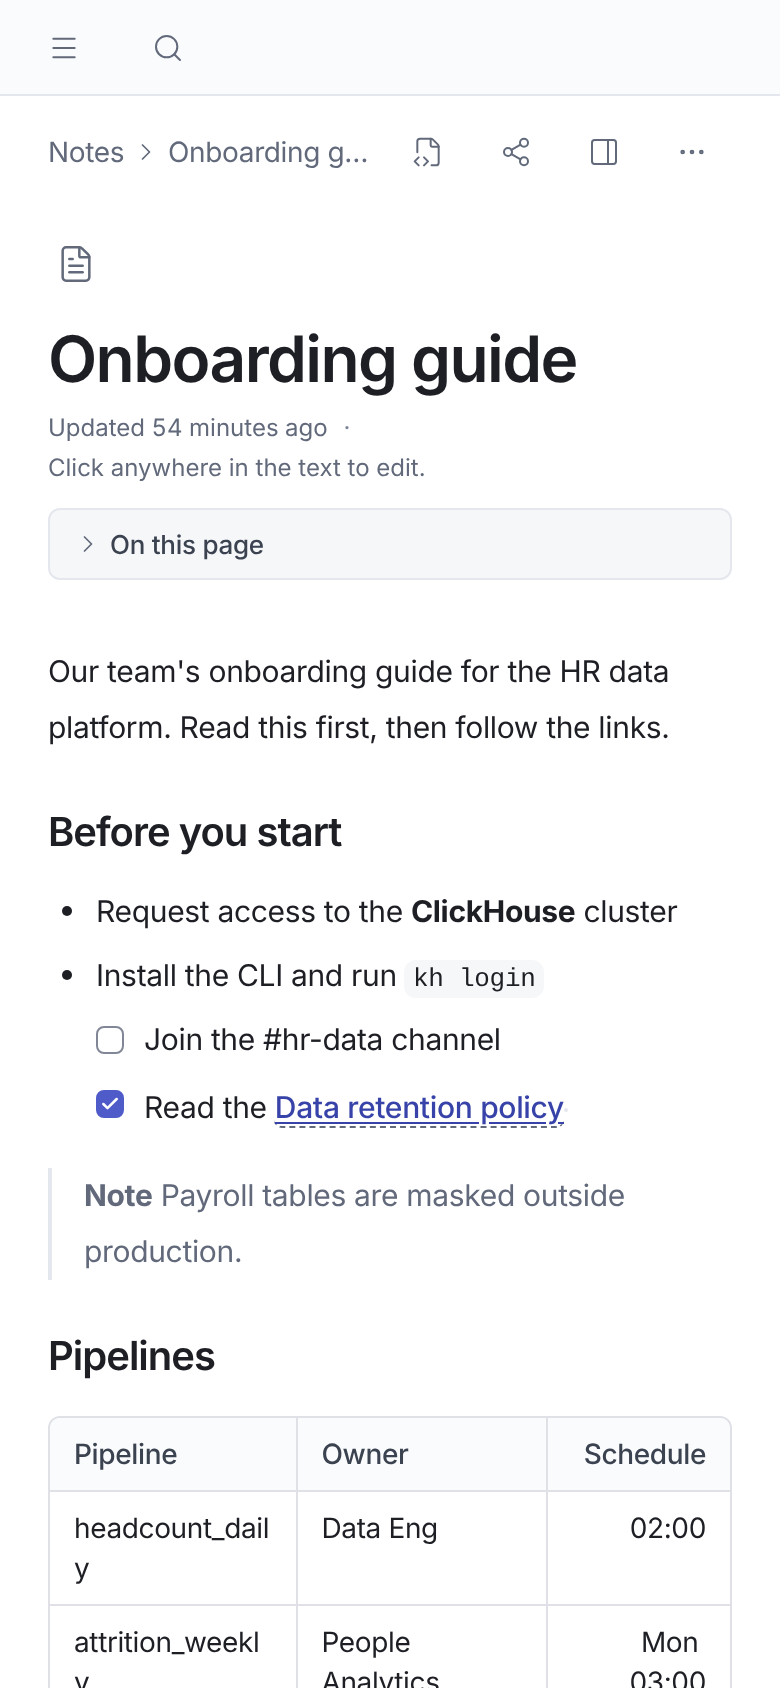 Notes > Onboarding g...
Onboarding guide
Updated 54 minutes ago ·
Click anywhere in the text to edit.
On this page
Our team's onboarding guide for the HR data
platform. Read this first, then follow the links.
Before you start
• Request access to the ClickHouse cluster
• Install the CLI and run kh login
Join the #hr-data channel
Read the Data retention policy
Note Payroll tables are masked outside
production.
Pipelines
Pipeline Owner Schedule
headcount_dail Data Eng 02:00
y
attrition_weekl People Mon
y Analytics 03:00